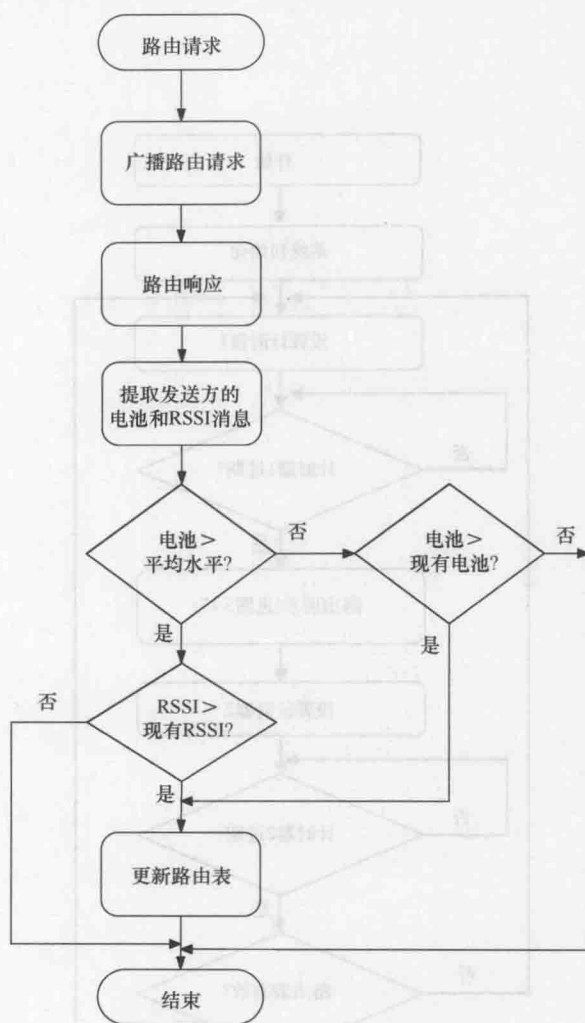 路由请求
广播路由请求
路由响应
提取发送方的
电池和RSSI消息
电池＞
平均水平?
否
电池＞
现有电池?
否
是
是
否
RSSI＞
现有RSSI?
是
更新路由表
结束